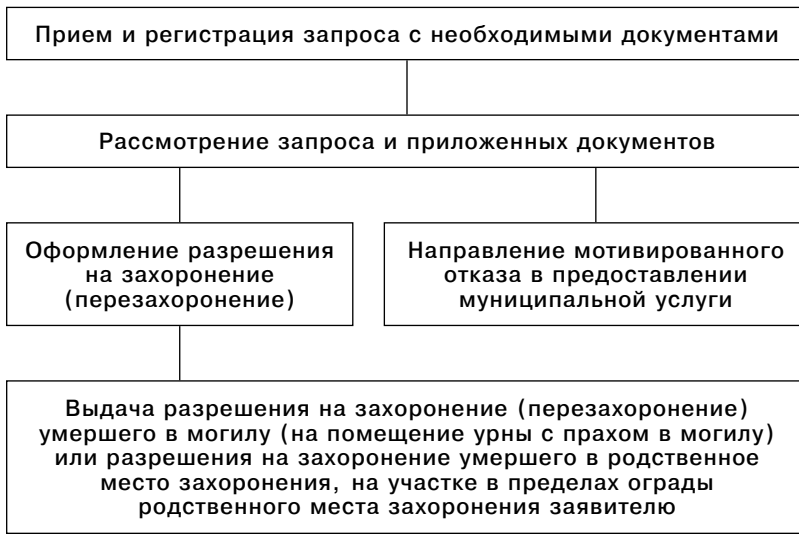 Прием и регистрация запроса с необходимыми документами
Рассмотрение запроса и приложенных документов
Оформление разрешения
на захоронение
(перезахоронение)
Направление мотивированного
отказа в предоставлении
муниципальной услуги
Выдача разрешения на захоронение (перезахоронение)
умершего в могилу (на помещение урны с прахом в могилу)
или разрешения на захоронение умершего в родственное
место захоронения, на участке в пределах ограды
родственного места захоронения заявителю